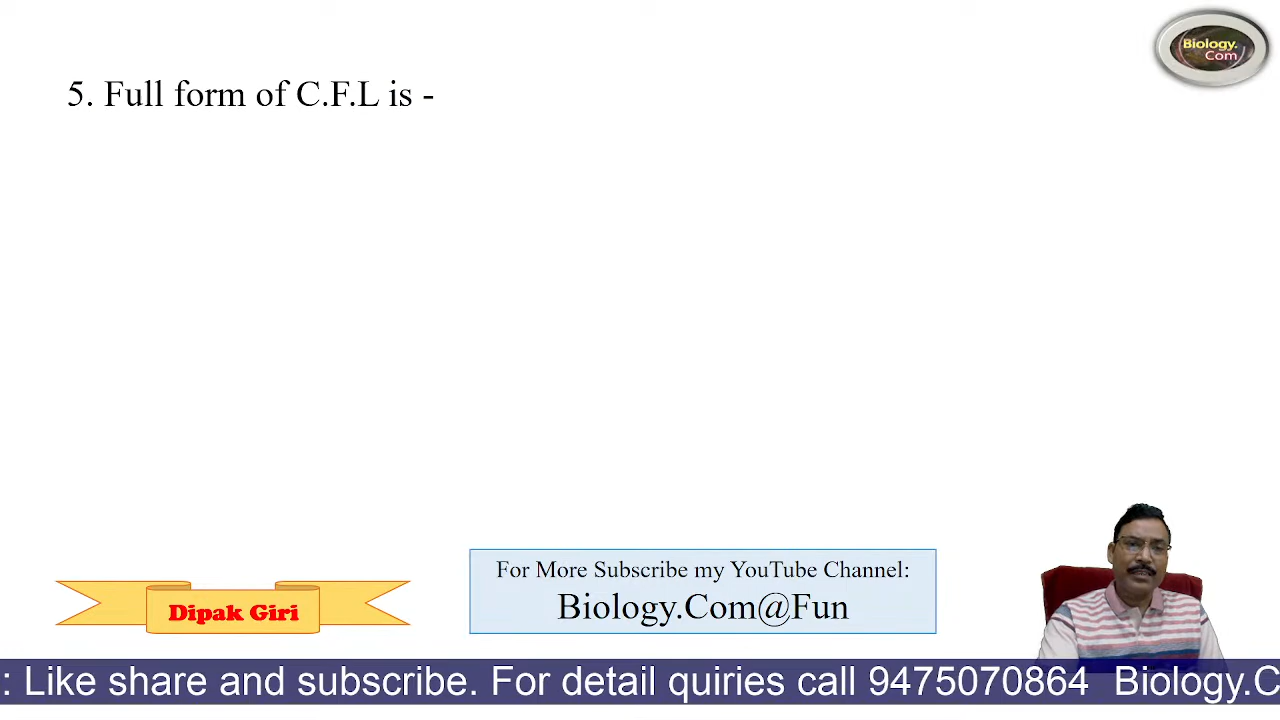 Biology.
Com
5. Full form of C.F.L is -
For More Subscribe my YouTube Channel:
Biology.Com@Fun
Dipak Giri
: Like share and subscribe. For detail quiries call 9475070864 Biology.C